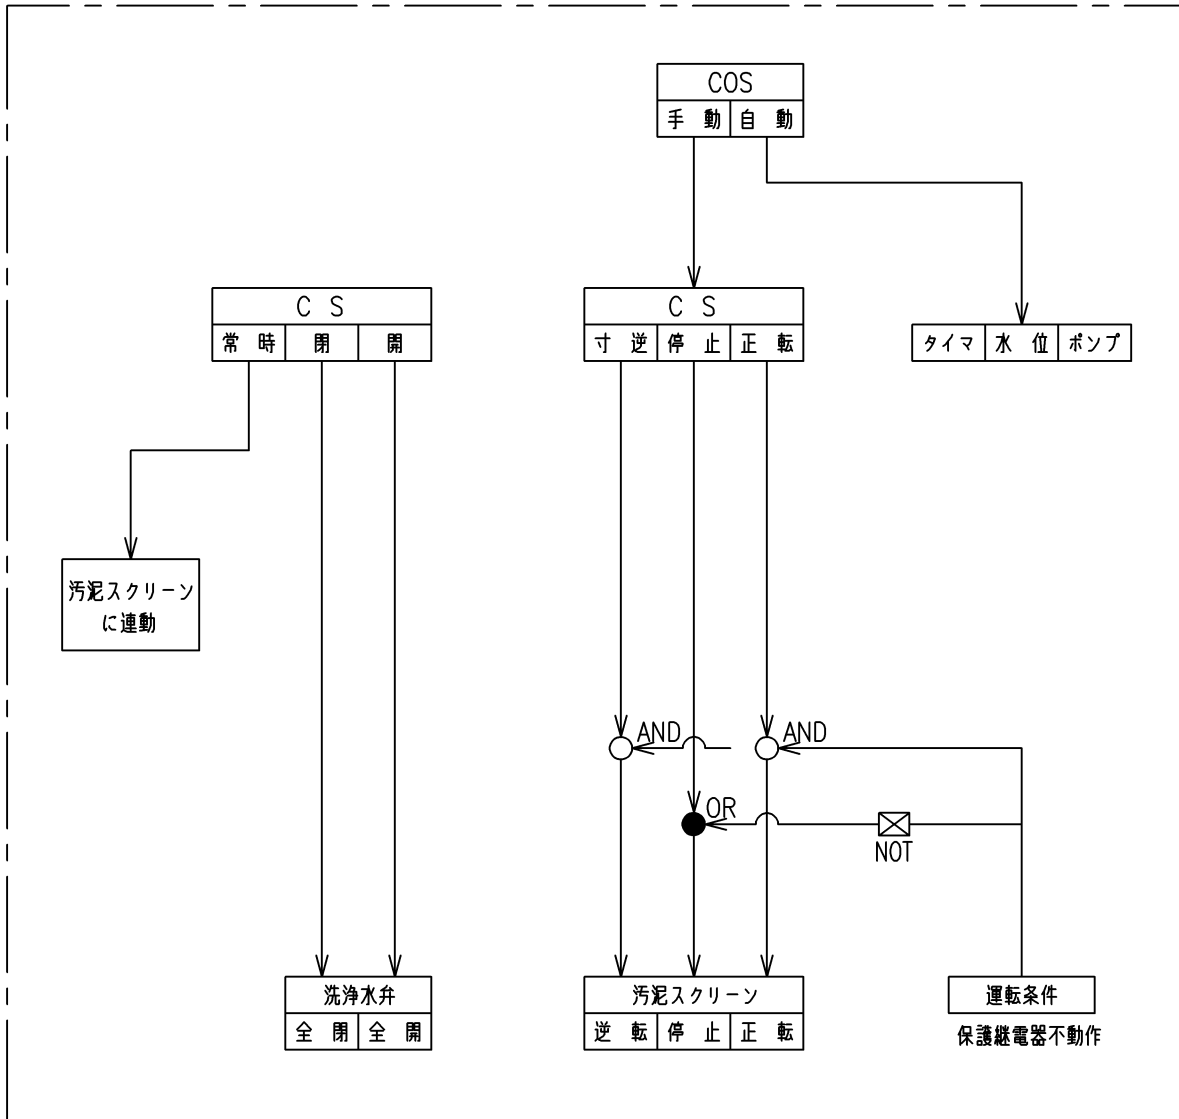 COS
手動 自動
CS
常時 閉 開
CS
寸逆 停止 正転
タイマ 水位 ポンプ
汚泥スクリーン
に連動
AND
AND
OR
NOT
洗浄水弁
全閉 全開
汚泥スクリーン
逆転 停止 正転
運転条件
保護継電器不動作